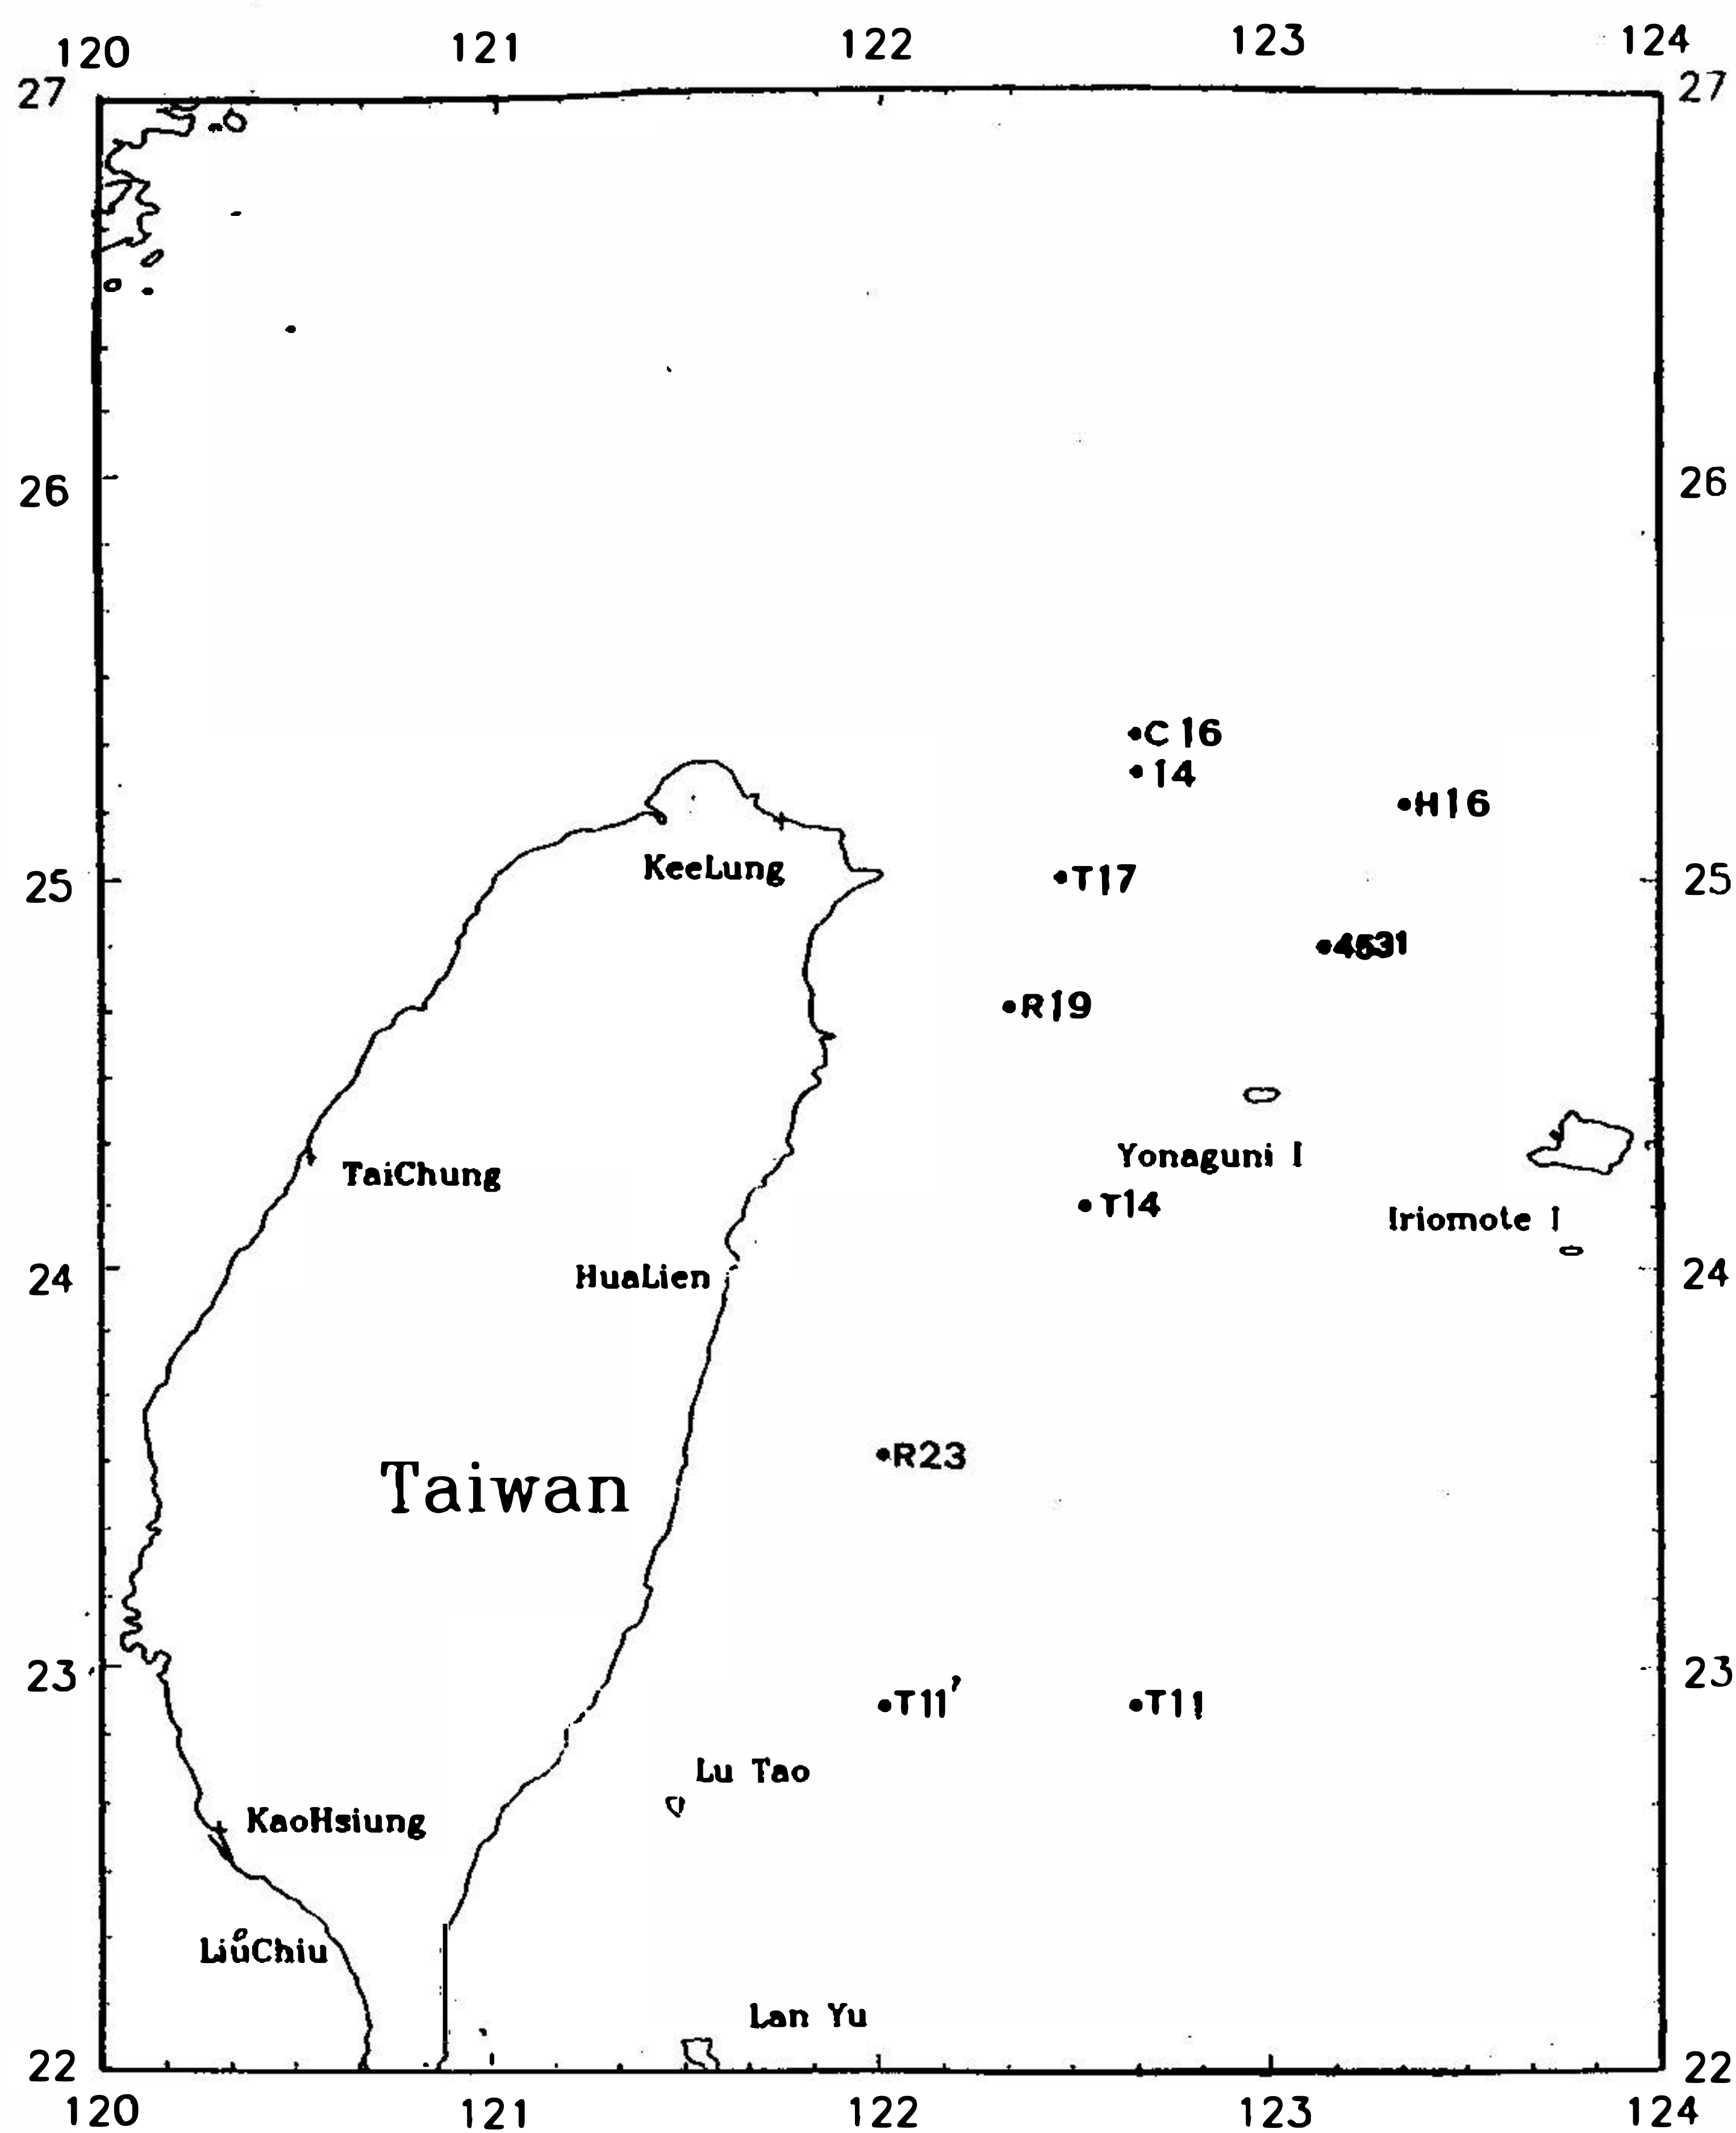 120 121 122 123 124
27 27
26 26
C16
14
H16
KeeLung
T17
25 25
4531
R19
Yonaguni I
TaiChung
T14
Iriomote I
HuaLien
24 24
R23
Taiwan
23 23
T11' T11
Lu Tao
KaoHsiung
LiuChiu
Lan Yu
22 22
120 121 122 123 124